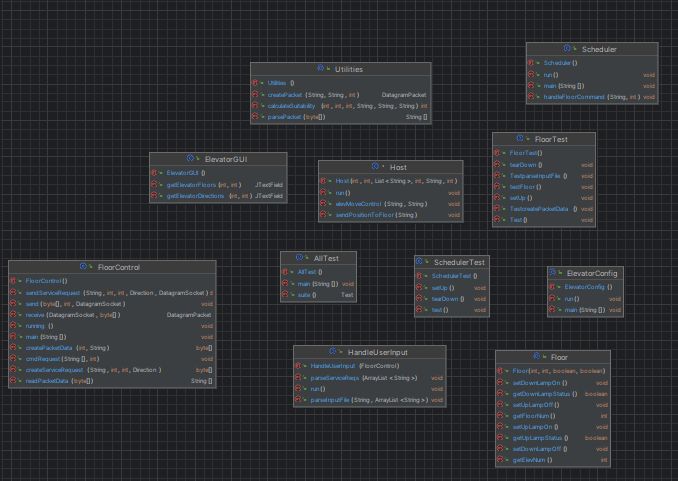 Utilities
Utilities ()
createPacket (String, String, int) DatagramPacket
calculateSuitability (int, int, int, String, String, String) int
parsePacket (byte[]) String []
Scheduler
Scheduler ()
run () void
main (String []) void
handleFloorCommand (String, int) void
FloorTest
FloorTest ()
tearDown () void
TestparseInputFile () void
testFloor () void
setUp () void
TestcreatePacketData () void
Test () void
ElevatorGUI
ElevatorGUI ()
getElevatorFloors (int, int) JTextField
getElevatorDirections (int, int) JTextField
Host
Host (int, int, List <String>, int, String, int)
run () void
elevMoveControl (String, String) void
sendPositionToFloor (String) void
FloorControl
FloorControl ()
sendServiceRequest (String, int, int, Direction, DatagramSocket)
send (byte[], int, DatagramSocket) void
receive (DatagramSocket, byte[]) DatagramPacket
running () void
main (String []) void
createPacketData (int, String) byte[]
cmdRequest (String [], int) void
createServiceRequest (String, int, int, Direction) byte[]
readPacketData (byte[]) String []
AllTest
AllTest ()
main (String []) void
suite () Test
SchedulerTest
SchedulerTest ()
setUp () void
tearDown () void
test () void
ElevatorConfig
ElevatorConfig ()
run () void
main (String []) void
HandleUserInput
HandleUserInput (FloorControl)
parseServiceReqs (ArrayList <String>) void
run () void
parseInputFile (String, ArrayList <String>) void
Floor
Floor (int, int, boolean, boolean)
setDownLampOn () void
getDownLampStatus () boolean
setUpLampOff () void
getFloorNum () int
setUpLampOn () void
getUpLampStatus () boolean
setDownLampOff () void
getElevNum () int